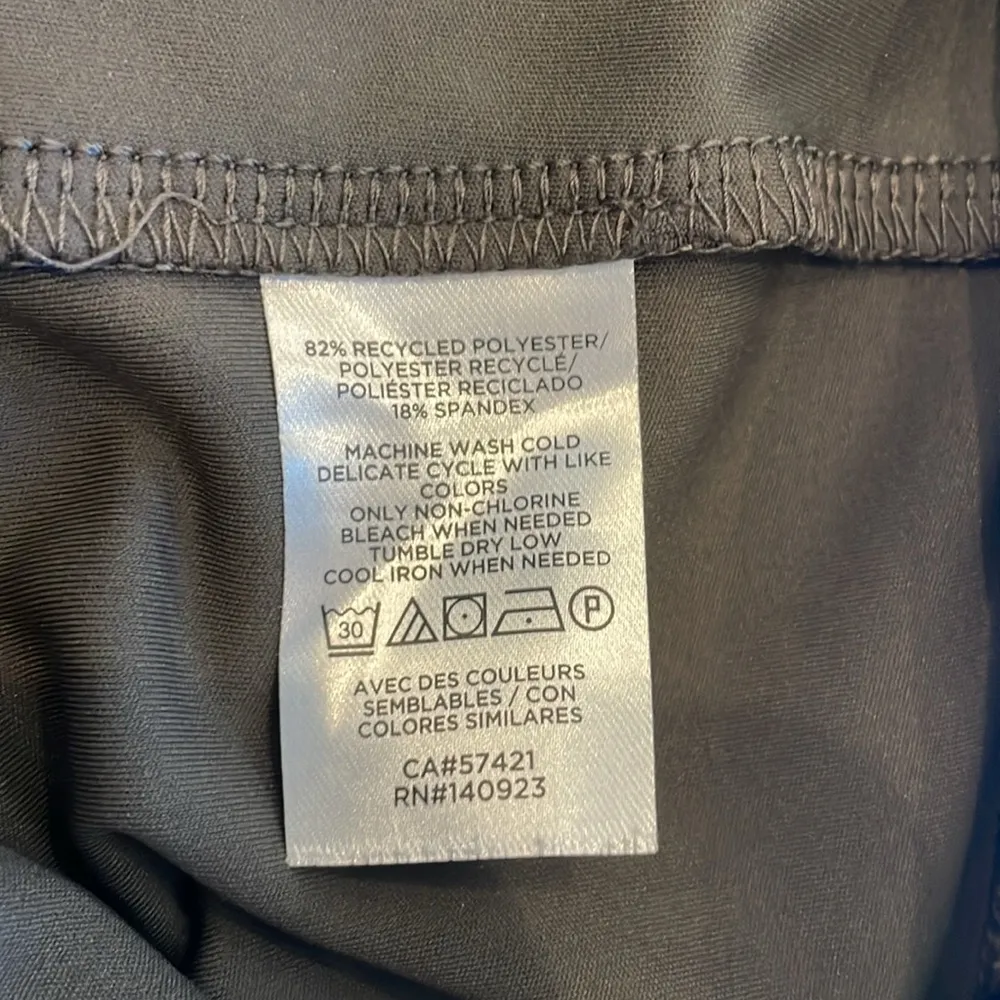 82% RECYCLED POLYESTER/
POLYESTER RECYCLÉ/
POLIÉSTER RECICLADO
18% SPANDEX
MACHINE WASH COLD
DELICATE CYCLE WITH LIKE
COLORS
ONLY NON-CHLORINE
BLEACH WHEN NEEDED
TUMBLE DRY LOW
COOL IRON WHEN NEEDED
30 P
AVEC DES COULEURS
SEMBLABLES / CON
COLORES SIMILARES
CA#57421
RN#140923